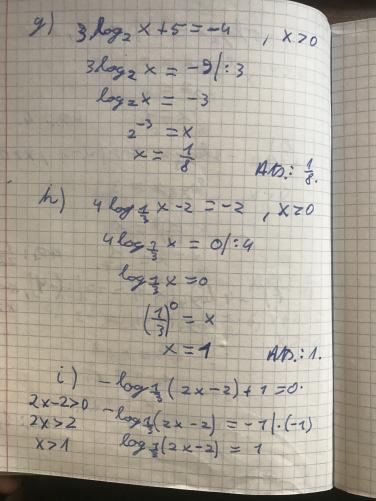 g) 3log₂x+5=-4 , x>0
3log₂x = -9/:3
log₂x = -3
2⁻³ = x
x = 1/8
Atb.: 1/8.
h) 4log_{1/3}x-2=-2 , x>0
4log_{1/3}x = 0/:4
log_{1/3}x=0
(1/3)⁰ = x
x = 1
Atb.: 1.
i) -log_{1/3}(2x-2)+1=0.
2x-2>0 -log_{1/3}(2x-2) = -1/·(-1)
2x>2 log_{1/3}(2x-2) = 1
x>1